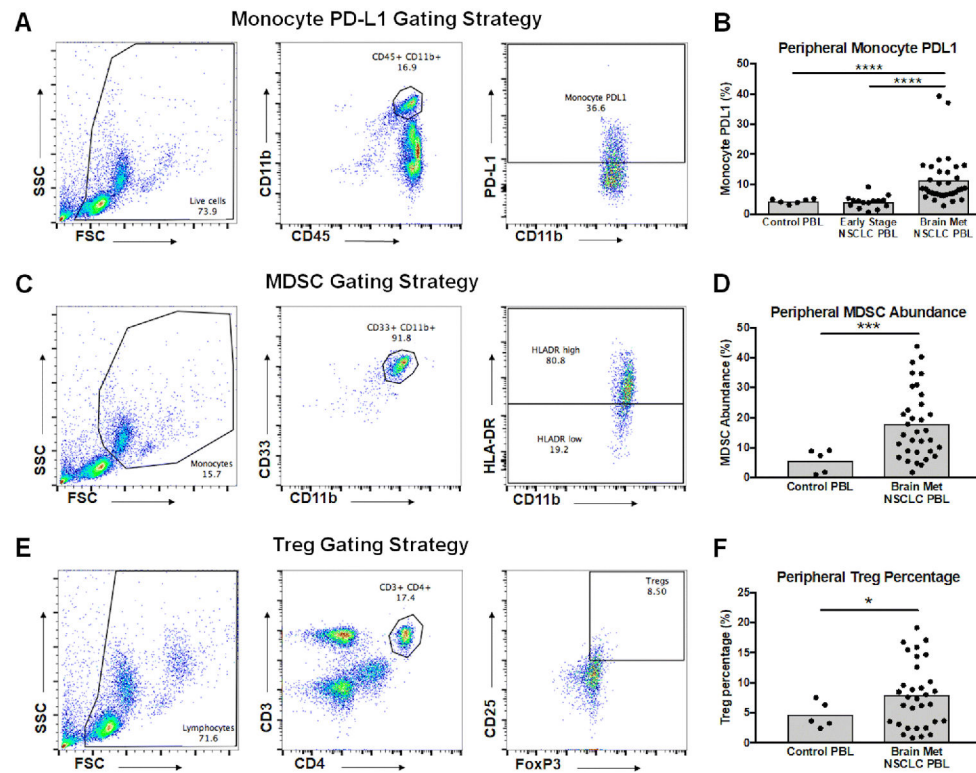 A
Monocyte PD-L1 Gating Strategy
SSC
FSC
Live cells
73.9
CD11b
CD45
CD45+ CD11b+
16.9
PD-L1
CD11b
Monocyte PDL1
36.6
B
Peripheral Monocyte PDL1
****
****
Monocyte PDL1 (%)
50
40
30
20
10
0
Control PBL
Early Stage
NSCLC PBL
Brain Met
NSCLC PBL
C
MDSC Gating Strategy
SSC
FSC
Monocytes
15.7
CD33
CD11b
CD33+ CD11b+
91.8
HLA-DR
CD11b
HLADR high
80.8
HLADR low
19.2
D
Peripheral MDSC Abundance
***
MDSC Abundance (%)
50
40
30
20
10
0
Control PBL
Brain Met
NSCLC PBL
E
Treg Gating Strategy
SSC
FSC
Lymphocytes
71.6
CD3
CD4
CD3+ CD4+
17.4
CD25
FoxP3
Tregs
8.50
F
Peripheral Treg Percentage
*
Treg percentage (%)
25
20
15
10
5
0
Control PBL
Brain Met
NSCLC PBL